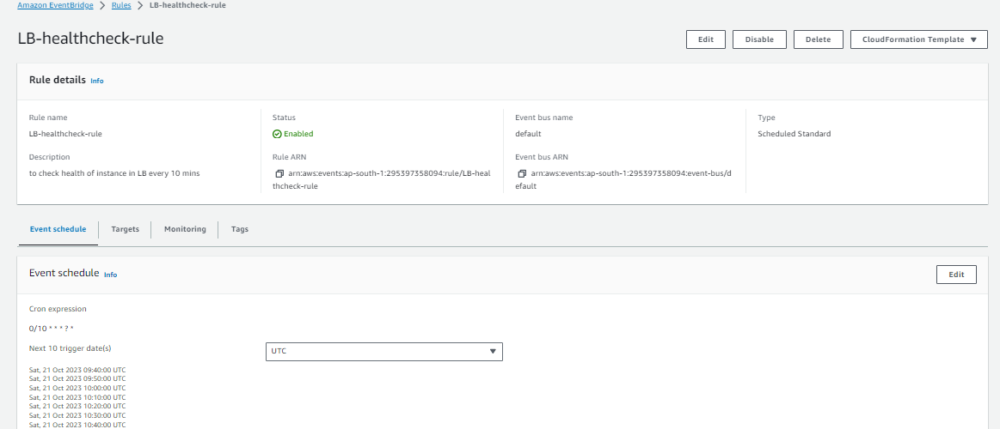 Amazon EventBridge > Rules > LB-healthcheck-rule
LB-healthcheck-rule
Edit Disable Delete CloudFormation Template
Rule details Info
Rule name Status Event bus name Type
LB-healthcheck-rule Enabled default Scheduled Standard
Description Rule ARN Event bus ARN
to check health of instance in LB every 10 mins arn:aws:events:ap-south-1:295397358094:rule/LB-heal arn:aws:events:ap-south-1:295397358094:event-bus/d
thcheck-rule efault
Event schedule Targets Monitoring Tags
Event schedule Info Edit
Cron expression
0/10 * * * ? *
Next 10 trigger date(s) UTC
Sat, 21 Oct 2023 09:40:00 UTC
Sat, 21 Oct 2023 09:50:00 UTC
Sat, 21 Oct 2023 10:00:00 UTC
Sat, 21 Oct 2023 10:10:00 UTC
Sat, 21 Oct 2023 10:20:00 UTC
Sat, 21 Oct 2023 10:30:00 UTC
Sat, 21 Oct 2023 10:40:00 UTC